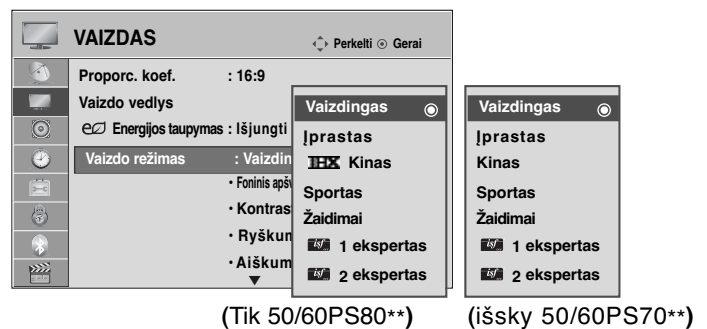 VAIZDAS
Perkelti Gerai
Proporc. koef. : 16:9
Vaizdo vedlys
Energijos taupymas : Išjungti
Vaizdo režimas : Vaizdin
• Foninis apšv
• Kontras
• Ryškum
• Aiškum
Vaizdingas
Įprastas
THX Kinas
Sportas
Žaidimai
isf 1 ekspertas
isf 2 ekspertas
(Tik 50/60PS80**)
Vaizdingas
Įprastas
Kinas
Sportas
Žaidimai
isf 1 ekspertas
isf 2 ekspertas
(išsky 50/60PS70**)